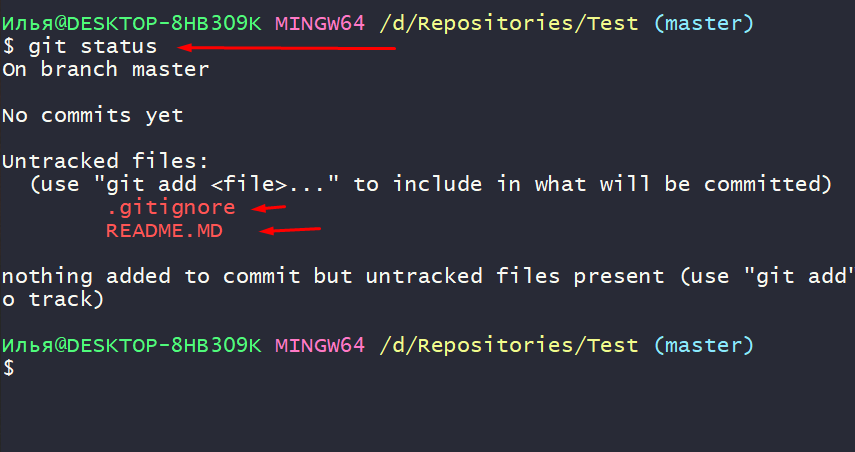 Илья@DESKTOP-8HB309K MINGW64 /d/Repositories/Test (master)
$ git status
On branch master
No commits yet
Untracked files:
(use "git add <file>..." to include in what will be committed)
.gitignore
README.MD
nothing added to commit but untracked files present (use "git add"
o track)
Илья@DESKTOP-8HB309K MINGW64 /d/Repositories/Test (master)
$